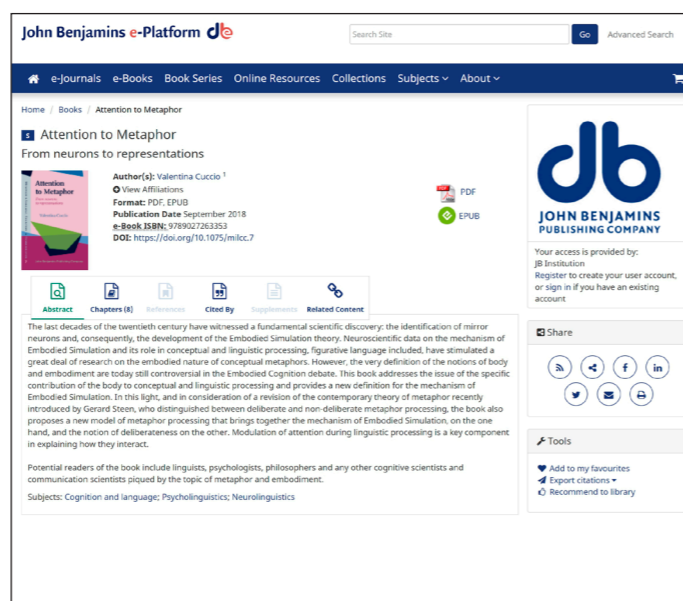 John Benjamins e-Platform
Search Site
Go
Advanced Search
e-Journals e-Books Book Series Online Resources Collections Subjects About
Home / Books / Attention to Metaphor
S Attention to Metaphor
From neurons to representations
Attention
to Metaphor
Valentina Cuccio
Author(s): Valentina Cuccio 1
View Affiliations
Format: PDF, EPUB
Publication Date September 2018
e-Book ISBN: 9789027263353
DOI: https://doi.org/10.1075/milcc.7
PDF
EPUB
Abstract Chapters (8) References Cited By Supplements Related Content
The last decades of the twentieth century have witnessed a fundamental scientific discovery: the identification of mirror
neurons and, consequently, the development of the Embodied Simulation theory. Neuroscientific data on the mechanism of
Embodied Simulation and its role in conceptual and linguistic processing, figurative language included, have stimulated a
great deal of research on the embodied nature of conceptual metaphors. However, the very definition of the notions of body
and embodiment are today still controversial in the Embodied Cognition debate. This book addresses the issue of the specific
contribution of the body to conceptual and linguistic processing and provides a new definition for the mechanism of
Embodied Simulation. In this light, and in consideration of a revision of the contemporary theory of metaphor recently
introduced by Gerard Steen, who distinguished between deliberate and non-deliberate metaphor processing, the book also
proposes a new model of metaphor processing that brings together the mechanism of Embodied Simulation, on the one
hand, and the notion of deliberateness on the other. Modulation of attention during linguistic processing is a key component
in explaining how they interact.
Potential readers of the book include linguists, psychologists, philosophers and any other cognitive scientists and
communication scientists piqued by the topic of metaphor and embodiment.
Subjects: Cognition and language; Psycholinguistics; Neurolinguistics
JOHN BENJAMINS
PUBLISHING COMPANY
Your access is provided by:
JB Institution
Register to create your user account,
or sign in if you have an existing
account
Share
Tools
Add to my favourites
Export citations
Recommend to library